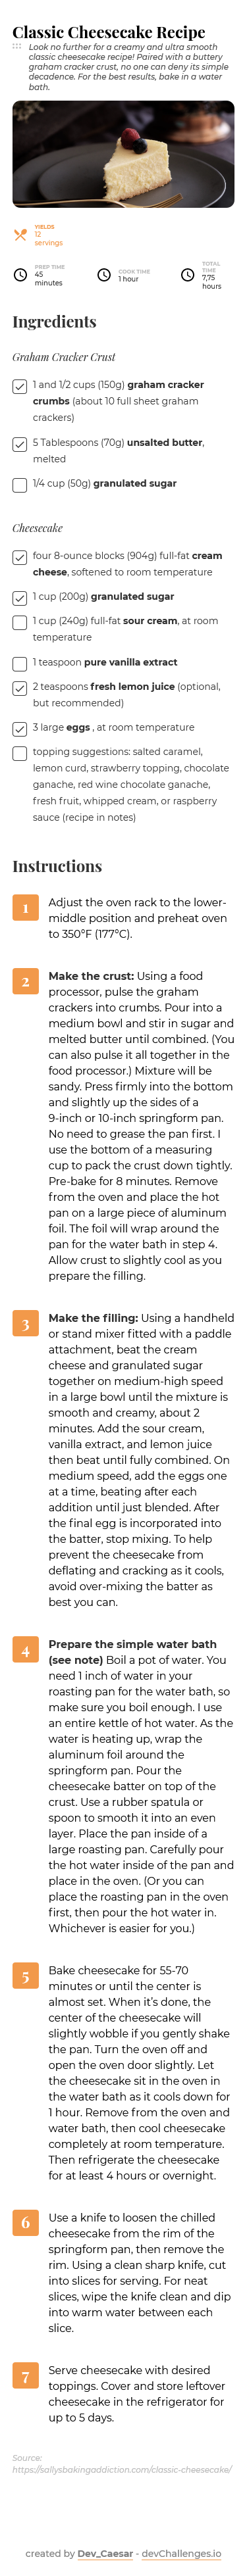 Classic Cheesecake Recipe
Look no further for a creamy and ultra smooth
classic cheesecake recipe! Paired with a buttery
graham cracker crust, no one can deny its simple
decadence. For the best results, bake in a water
bath.
YIELDS
12
servings
PREP TIME
45
minutes
COOK TIME
1 hour
TOTAL
TIME
7,75
hours
Ingredients
Graham Cracker Crust
1 and 1/2 cups (150g) graham cracker
crumbs (about 10 full sheet graham
crackers)
5 Tablespoons (70g) unsalted butter,
melted
1/4 cup (50g) granulated sugar
Cheesecake
four 8-ounce blocks (904g) full-fat cream
cheese, softened to room temperature
1 cup (200g) granulated sugar
1 cup (240g) full-fat sour cream, at room
temperature
1 teaspoon pure vanilla extract
2 teaspoons fresh lemon juice (optional,
but recommended)
3 large eggs , at room temperature
topping suggestions: salted caramel,
lemon curd, strawberry topping, chocolate
ganache, red wine chocolate ganache,
fresh fruit, whipped cream, or raspberry
sauce (recipe in notes)
Instructions
1
Adjust the oven rack to the lower-
middle position and preheat oven
to 350°F (177°C).
2
Make the crust: Using a food
processor, pulse the graham
crackers into crumbs. Pour into a
medium bowl and stir in sugar and
melted butter until combined. (You
can also pulse it all together in the
food processor.) Mixture will be
sandy. Press firmly into the bottom
and slightly up the sides of a
9-inch or 10-inch springform pan.
No need to grease the pan first. I
use the bottom of a measuring
cup to pack the crust down tightly.
Pre-bake for 8 minutes. Remove
from the oven and place the hot
pan on a large piece of aluminum
foil. The foil will wrap around the
pan for the water bath in step 4.
Allow crust to slightly cool as you
prepare the filling.
3
Make the filling: Using a handheld
or stand mixer fitted with a paddle
attachment, beat the cream
cheese and granulated sugar
together on medium-high speed
in a large bowl until the mixture is
smooth and creamy, about 2
minutes. Add the sour cream,
vanilla extract, and lemon juice
then beat until fully combined. On
medium speed, add the eggs one
at a time, beating after each
addition until just blended. After
the final egg is incorporated into
the batter, stop mixing. To help
prevent the cheesecake from
deflating and cracking as it cools,
avoid over-mixing the batter as
best you can.
4
Prepare the simple water bath
(see note) Boil a pot of water. You
need 1 inch of water in your
roasting pan for the water bath, so
make sure you boil enough. I use
an entire kettle of hot water. As the
water is heating up, wrap the
aluminum foil around the
springform pan. Pour the
cheesecake batter on top of the
crust. Use a rubber spatula or
spoon to smooth it into an even
layer. Place the pan inside of a
large roasting pan. Carefully pour
the hot water inside of the pan and
place in the oven. (Or you can
place the roasting pan in the oven
first, then pour the hot water in.
Whichever is easier for you.)
5
Bake cheesecake for 55-70
minutes or until the center is
almost set. When it's done, the
center of the cheesecake will
slightly wobble if you gently shake
the pan. Turn the oven off and
open the oven door slightly. Let
the cheesecake sit in the oven in
the water bath as it cools down for
1 hour. Remove from the oven and
water bath, then cool cheesecake
completely at room temperature.
Then refrigerate the cheesecake
for at least 4 hours or overnight.
6
Use a knife to loosen the chilled
cheesecake from the rim of the
springform pan, then remove the
rim. Using a clean sharp knife, cut
into slices for serving. For neat
slices, wipe the knife clean and dip
into warm water between each
slice.
7
Serve cheesecake with desired
toppings. Cover and store leftover
cheesecake in the refrigerator for
up to 5 days.
Source:
https://sallysbakingaddiction.com/classic-cheesecake/
created by Dev_Caesar - devChallenges.io